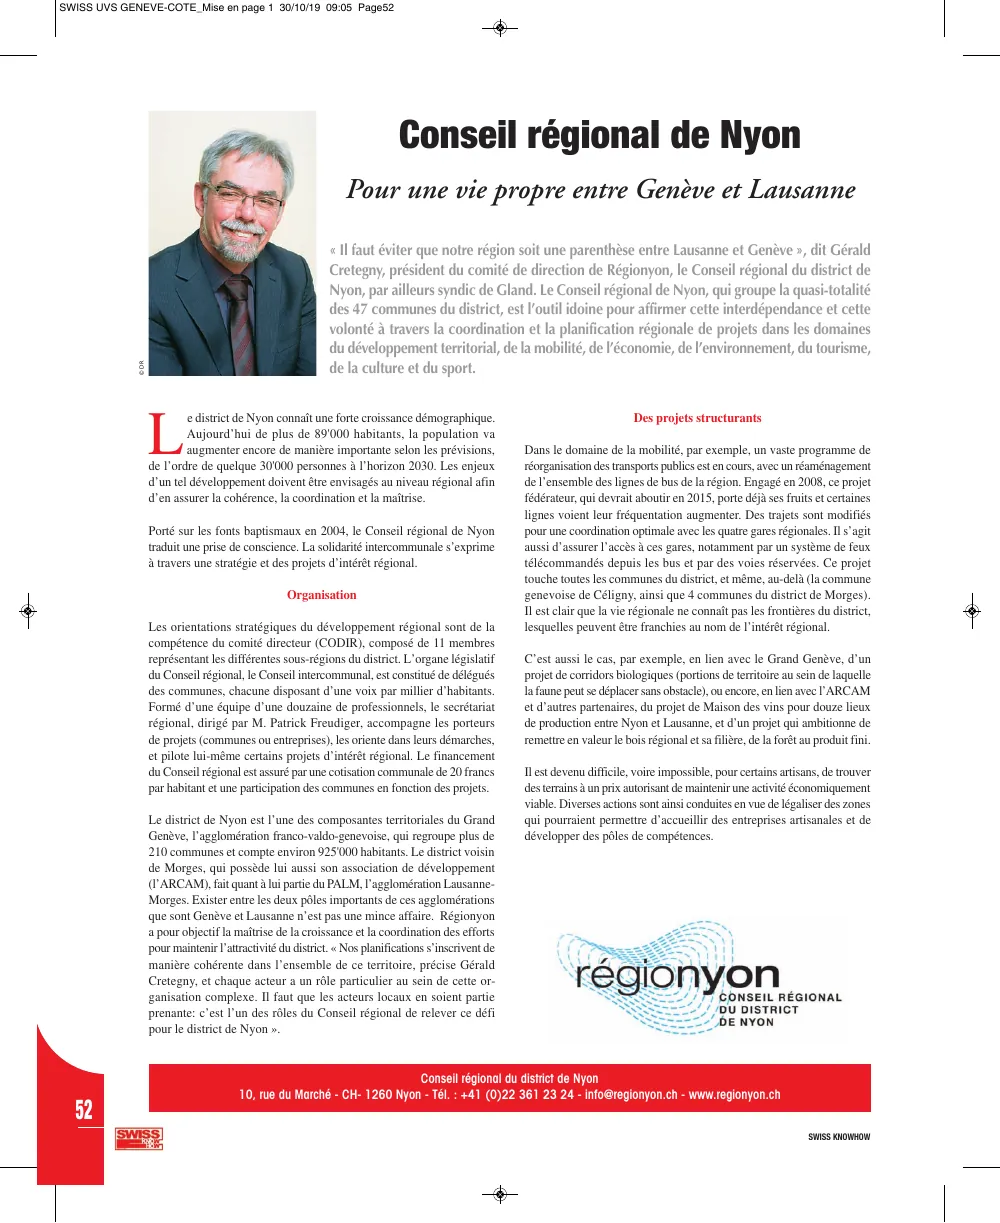 SWISS UVS GENEVE-COTE_Mise en page 1 30/10/19 09:05 Page52
Conseil régional de Nyon
Pour une vie propre entre Genève et Lausanne
« Il faut éviter que notre région soit une parenthèse entre Lausanne et Genève », dit Gérald
Cretegny, président du comité de direction de Régionyon, le Conseil régional du district de
Nyon, par ailleurs syndic de Gland. Le Conseil régional de Nyon, qui groupe la quasi-totalité
des 47 communes du district, est l'outil idoine pour affirmer cette interdépendance et cette
volonté à travers la coordination et la planification régionale de projets dans les domaines
du développement territorial, de la mobilité, de l'économie, de l'environnement, du tourisme,
de la culture et du sport.
© DR
Le district de Nyon connaît une forte croissance démographique.
Aujourd'hui de plus de 89'000 habitants, la population va
augmenter encore de manière importante selon les prévisions,
de l'ordre de quelque 30'000 personnes à l'horizon 2030. Les enjeux
d'un tel développement doivent être envisagés au niveau régional afin
d'en assurer la cohérence, la coordination et la maîtrise.
Porté sur les fonts baptismaux en 2004, le Conseil régional de Nyon
traduit une prise de conscience. La solidarité intercommunale s'exprime
à travers une stratégie et des projets d'intérêt régional.
Organisation
Les orientations stratégiques du développement régional sont de la
compétence du comité directeur (CODIR), composé de 11 membres
représentant les différentes sous-régions du district. L'organe législatif
du Conseil régional, le Conseil intercommunal, est constitué de délégués
des communes, chacune disposant d'une voix par millier d'habitants.
Formé d'une équipe d'une douzaine de professionnels, le secrétariat
régional, dirigé par M. Patrick Freudiger, accompagne les porteurs
de projets (communes ou entreprises), les oriente dans leurs démarches,
et pilote lui-même certains projets d'intérêt régional. Le financement
du Conseil régional est assuré par une cotisation communale de 20 francs
par habitant et une participation des communes en fonction des projets.
Le district de Nyon est l'une des composantes territoriales du Grand
Genève, l'agglomération franco-valdo-genevoise, qui regroupe plus de
210 communes et compte environ 925'000 habitants. Le district voisin
de Morges, qui possède lui aussi son association de développement
(l'ARCAM), fait quant à lui partie du PALM, l'agglomération Lausanne-
Morges. Exister entre les deux pôles importants de ces agglomérations
que sont Genève et Lausanne n'est pas une mince affaire. Régionyon
a pour objectif la maîtrise de la croissance et la coordination des efforts
pour maintenir l'attractivité du district. « Nos planifications s'inscrivent de
manière cohérente dans l'ensemble de ce territoire, précise Gérald
Cretegny, et chaque acteur a un rôle particulier au sein de cette or-
ganisation complexe. Il faut que les acteurs locaux en soient partie
prenante: c'est l'un des rôles du Conseil régional de relever ce défi
pour le district de Nyon ».
Des projets structurants
Dans le domaine de la mobilité, par exemple, un vaste programme de
réorganisation des transports publics est en cours, avec un réaménagement
de l'ensemble des lignes de bus de la région. Engagé en 2008, ce projet
fédérateur, qui devrait aboutir en 2015, porte déjà ses fruits et certaines
lignes voient leur fréquentation augmenter. Des trajets sont modifiés
pour une coordination optimale avec les quatre gares régionales. Il s'agit
aussi d'assurer l'accès à ces gares, notamment par un système de feux
télécommandés depuis les bus et par des voies réservées. Ce projet
touche toutes les communes du district, et même, au-delà (la commune
genevoise de Céligny, ainsi que 4 communes du district de Morges).
Il est clair que la vie régionale ne connaît pas les frontières du district,
lesquelles peuvent être franchies au nom de l'intérêt régional.
C'est aussi le cas, par exemple, en lien avec le Grand Genève, d'un
projet de corridors biologiques (portions de territoire au sein de laquelle
la faune peut se déplacer sans obstacle), ou encore, en lien avec l'ARCAM
et d'autres partenaires, du projet de Maison des vins pour douze lieux
de production entre Nyon et Lausanne, et d'un projet qui ambitionne de
remettre en valeur le bois régional et sa filière, de la forêt au produit fini.
Il est devenu difficile, voire impossible, pour certains artisans, de trouver
des terrains à un prix autorisant de maintenir une activité économiquement
viable. Diverses actions sont ainsi conduites en vue de légaliser des zones
qui pourraient permettre d'accueillir des entreprises artisanales et de
développer des pôles de compétences.
régionyon
CONSEIL RÉGIONAL
DU DISTRICT
DE NYON
Conseil régional du district de Nyon
10, rue du Marché - CH- 1260 Nyon - Tél. : +41 (0)22 361 23 24 - info@regionyon.ch - www.regionyon.ch
52
SWISS
KNOW
HOW
SWISS KNOWHOW